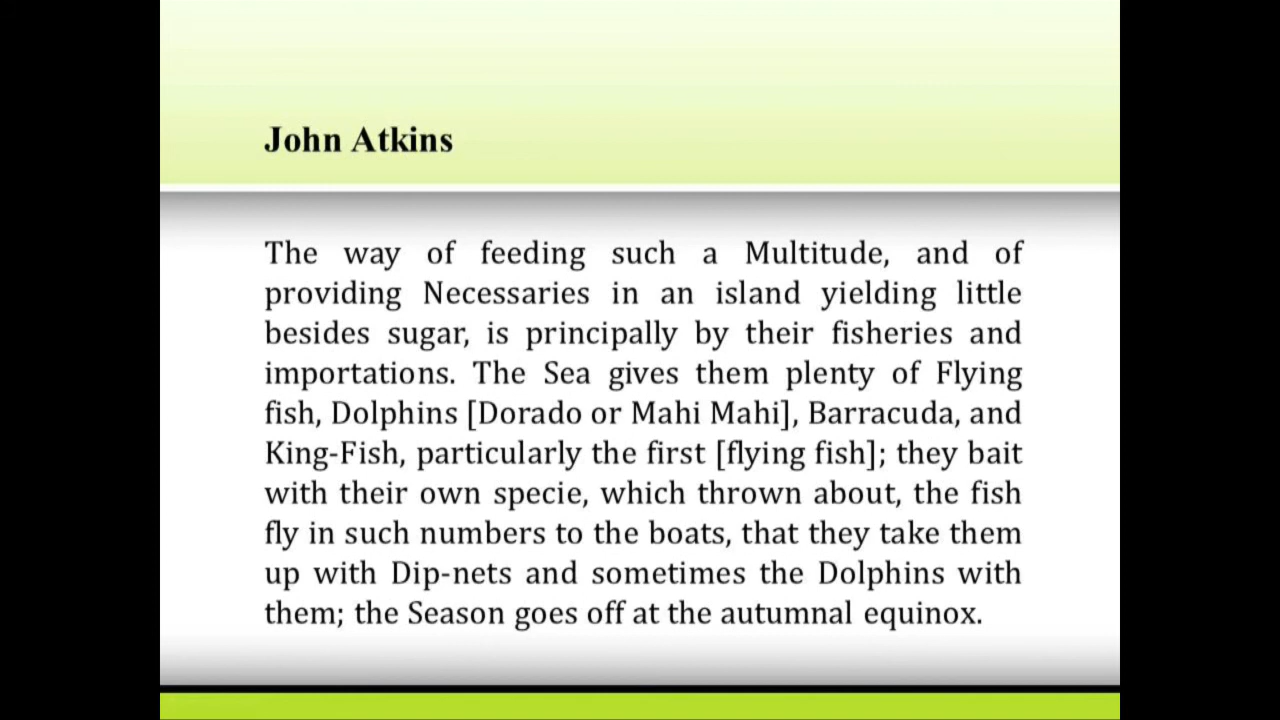 John Atkins
The way of feeding such a Multitude, and of
providing Necessaries in an island yielding little
besides sugar, is principally by their fisheries and
importations. The Sea gives them plenty of Flying
fish, Dolphins [Dorado or Mahi Mahi], Barracuda, and
King-Fish, particularly the first [flying fish]; they bait
with their own specie, which thrown about, the fish
fly in such numbers to the boats, that they take them
up with Dip-nets and sometimes the Dolphins with
them; the Season goes off at the autumnal equinox.